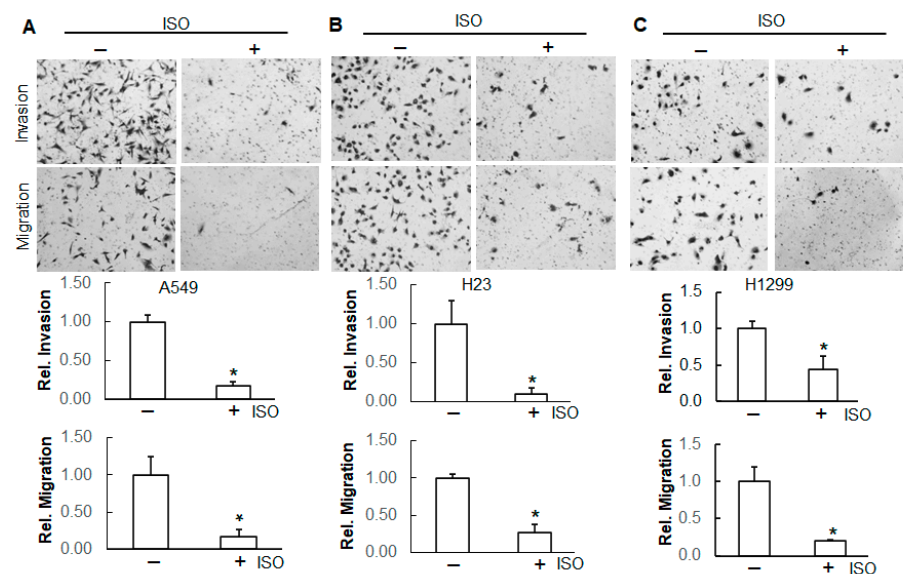 A ISO B ISO C ISO
– + – + – +
Invasion
Migration
A549 H23 H1299
1.50 1.50 1.5
1.00 1.00 1.0
0.50 0.50 0.5
0.00 0.00 0.0
Rel. Invasion Rel. Invasion Rel. Invasion
* * *
– + ISO – + ISO – + ISO
1.50 1.50 1.5
1.00 1.00 1.0
0.50 0.50 0.5
0.00 0.00 0
Rel. Migration Rel. Migration Rel. Migration
* * *
– + ISO – + ISO – + ISO